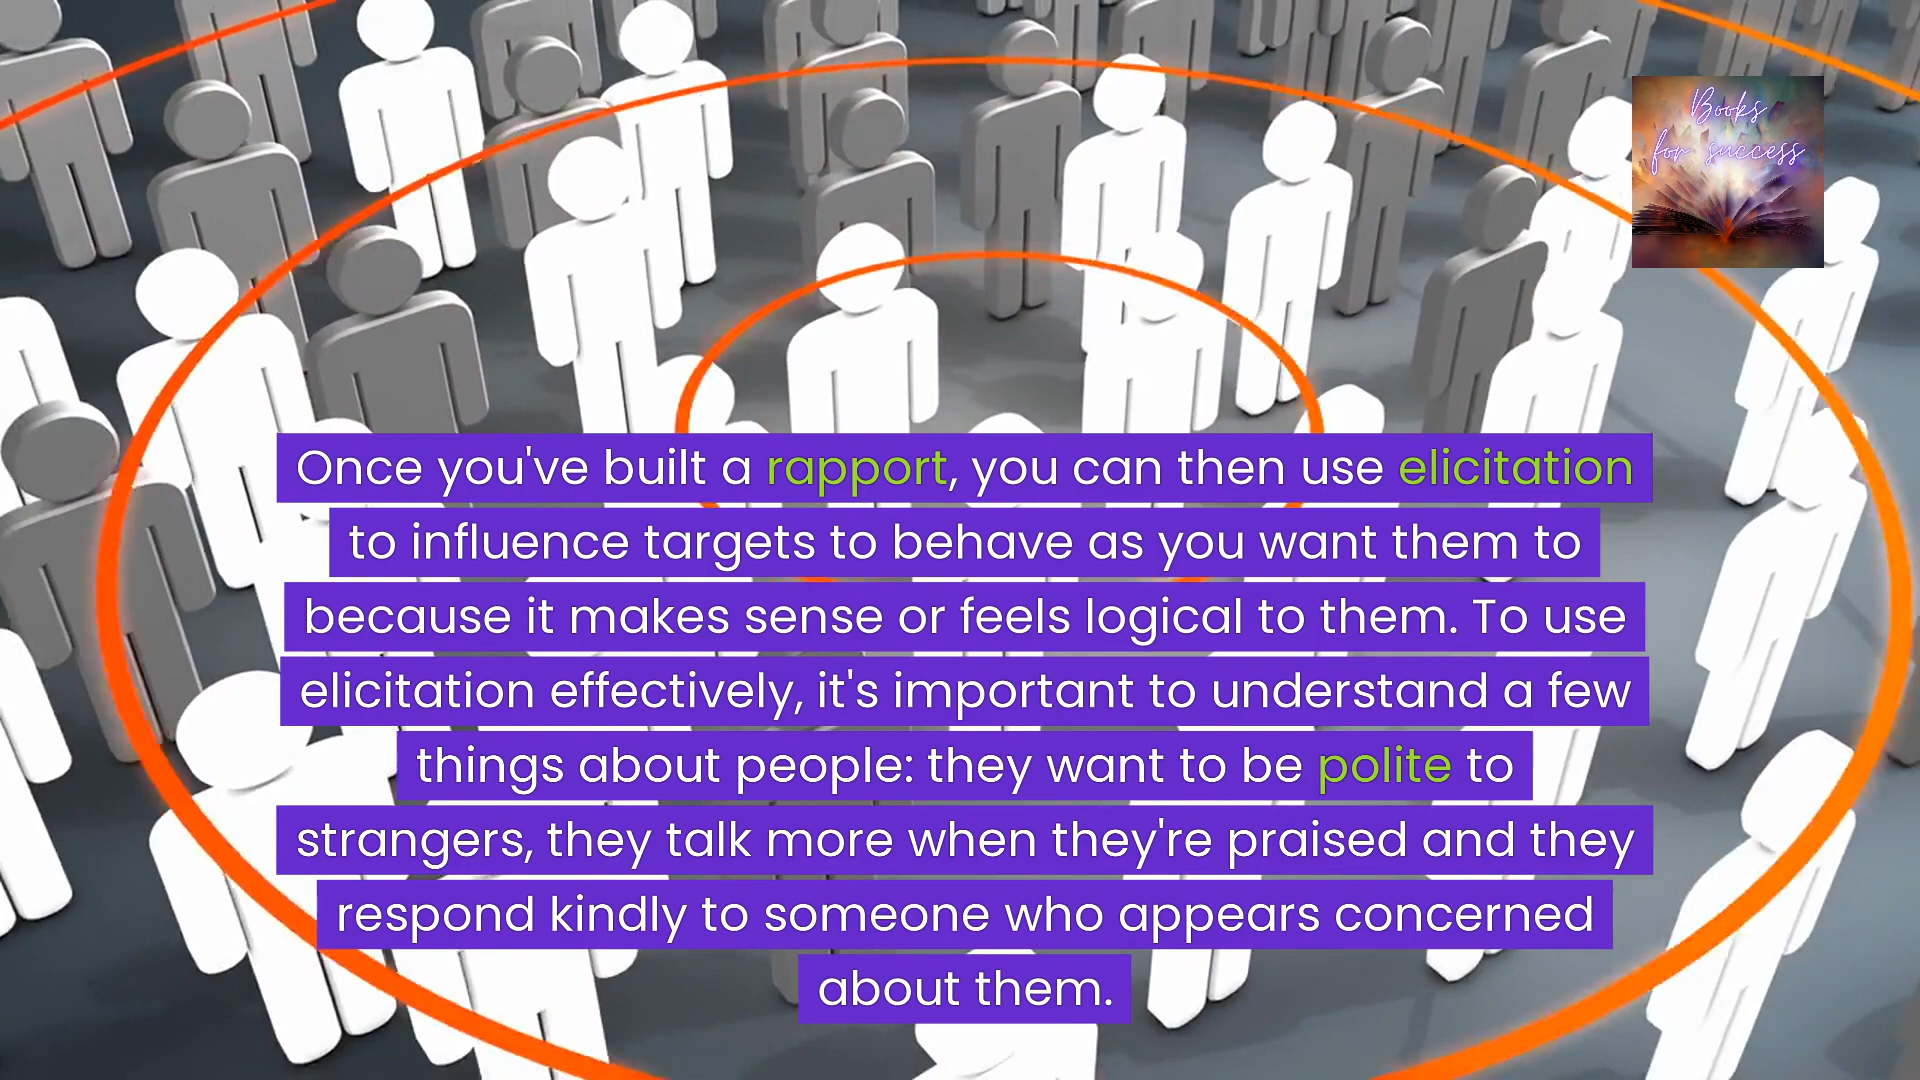 Books
for success
Once you've built a rapport, you can then use elicitation
to influence targets to behave as you want them to
because it makes sense or feels logical to them. To use
elicitation effectively, it's important to understand a few
things about people: they want to be polite to
strangers, they talk more when they're praised and they
respond kindly to someone who appears concerned
about them.